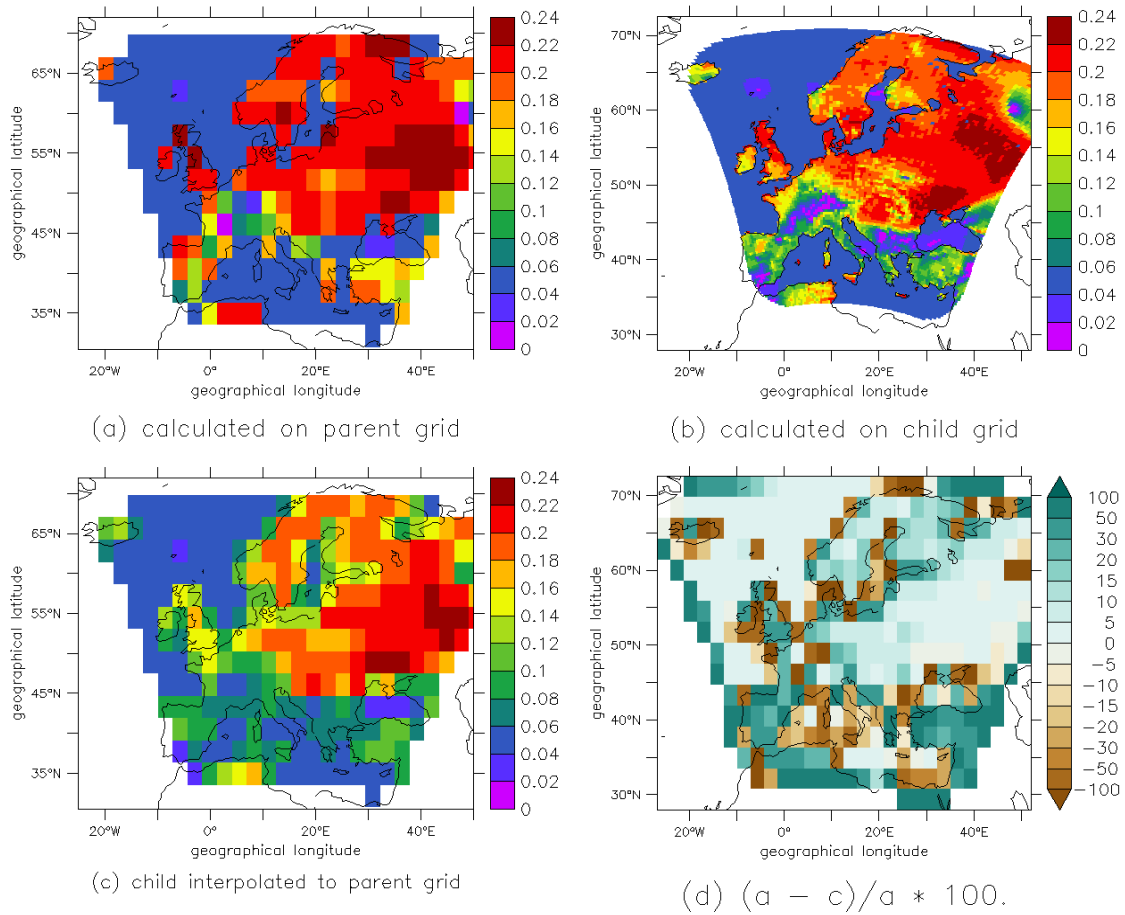 0.24
0.22
0.2
0.18
0.16
0.14
0.12
0.1
0.08
0.06
0.04
0.02
0
65°N
55°N
45°N
35°N
geographical latitude
20°W 0° 20°E 40°E
geographical longitude
(a) calculated on parent grid
0.24
0.22
0.2
0.18
0.16
0.14
0.12
0.1
0.08
0.06
0.04
0.02
0
70°N
60°N
50°N
40°N
30°N
geographical latitude
20°W 0° 20°E 40°E
geographical longitude
(b) calculated on child grid
0.24
0.22
0.2
0.18
0.16
0.14
0.12
0.1
0.08
0.06
0.04
0.02
0
65°N
55°N
45°N
35°N
geographical latitude
20°W 0° 20°E 40°E
geographical longitude
(c) child interpolated to parent grid
100
50
30
20
15
10
5
0
−5
−10
−15
−20
−30
−50
−100
70°N
60°N
50°N
40°N
30°N
geographical latitude
20°W 0° 20°E 40°E
geographical longitude
(d) (a − c)/a * 100.